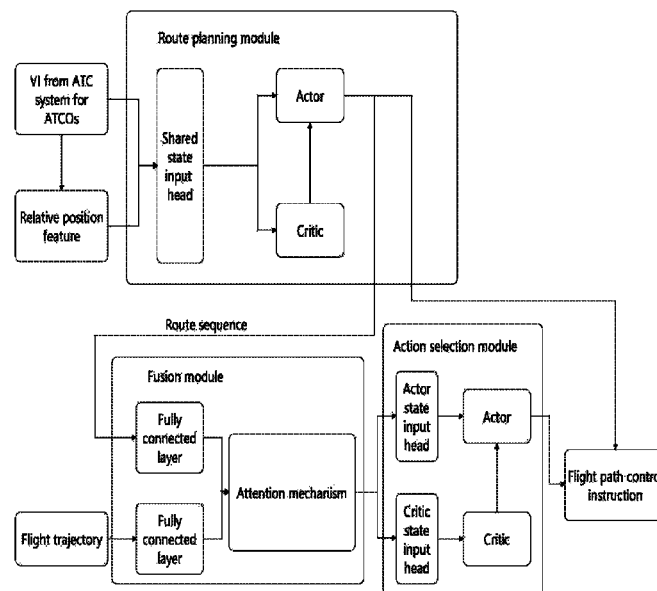 Route planning module
VI from ATC
system for
ATCOs
Relative position
feature
Shared
state
input
head
Actor
Critic
Route sequence
Fusion module
Fully
connected
layer
Flight trajectory
Fully
connected
layer
Attention mechanism
Action selection module
Actor
state
input
head
Actor
Critic
state
input
head
Critic
Flight path control
instruction